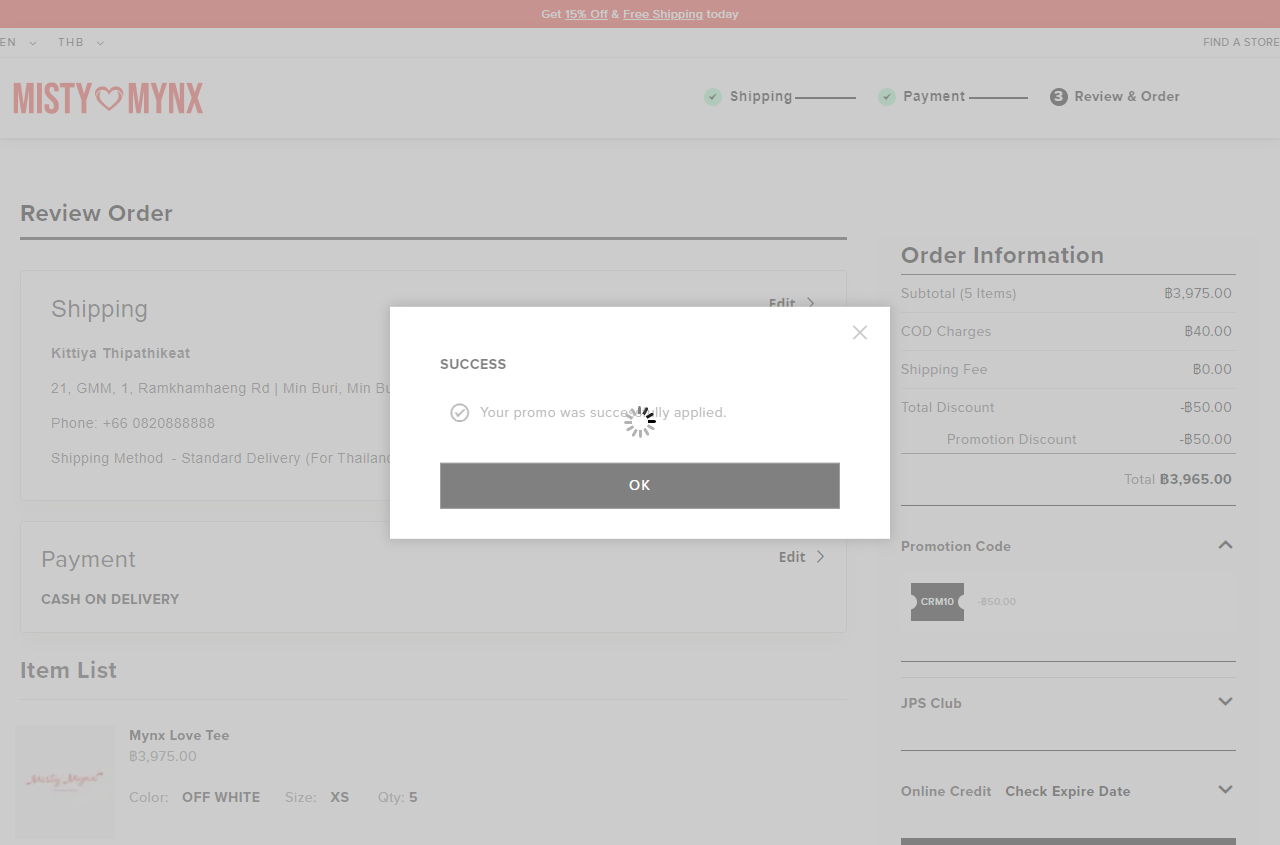 Get 15% Off & Free Shipping today
EN THB FIND A STORE
MISTY MYNX
Shipping Payment 3 Review & Order
Review Order
Shipping
Edit
Kittiya Thipathikeat
21, GMM, 1, Ramkhamhaeng Rd | Min Buri, Min Bu
Phone: +66 0820888888
Shipping Method - Standard Delivery (For Thailand
SUCCESS
Your promo was successfully applied.
OK
Payment
Edit
CASH ON DELIVERY
Item List
Misty Mynx
Mynx Love Tee
฿3,975.00
Color: OFF WHITE Size: XS Qty: 5
Order Information
Subtotal (5 Items) ฿3,975.00
COD Charges ฿40.00
Shipping Fee ฿0.00
Total Discount -฿50.00
Promotion Discount -฿50.00
Total ฿3,965.00
Promotion Code
CRM10 -฿50.00
JPS Club
Online Credit Check Expire Date